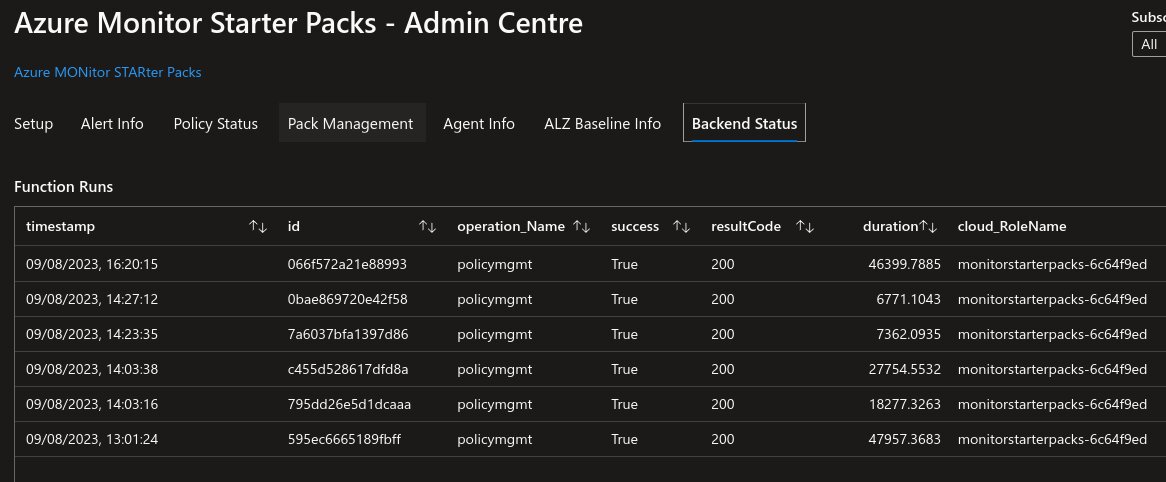 Azure Monitor Starter Packs - Admin Centre
Azure MONitor STARter Packs
All
Setup Alert Info Policy Status Pack Management Agent Info ALZ Baseline Info Backend Status
Function Runs
timestamp id operation_Name success resultCode duration cloud_RoleName
09/08/2023, 16:20:15 066f572a21e88993 policymgmt True 200 46399.7885 monitorstarterpacks-6c64f9ed
09/08/2023, 14:27:12 0bae869720e42f58 policymgmt True 200 6771.1043 monitorstarterpacks-6c64f9ed
09/08/2023, 14:23:35 7a6037bfa1397d86 policymgmt True 200 7362.0935 monitorstarterpacks-6c64f9ed
09/08/2023, 14:03:38 c455d528617dfd8a policymgmt True 200 27754.5532 monitorstarterpacks-6c64f9ed
09/08/2023, 14:03:16 795dd26e5d1dcaaa policymgmt True 200 18277.3263 monitorstarterpacks-6c64f9ed
09/08/2023, 13:01:24 595ec6665189fbff policymgmt True 200 47957.3683 monitorstarterpacks-6c64f9ed